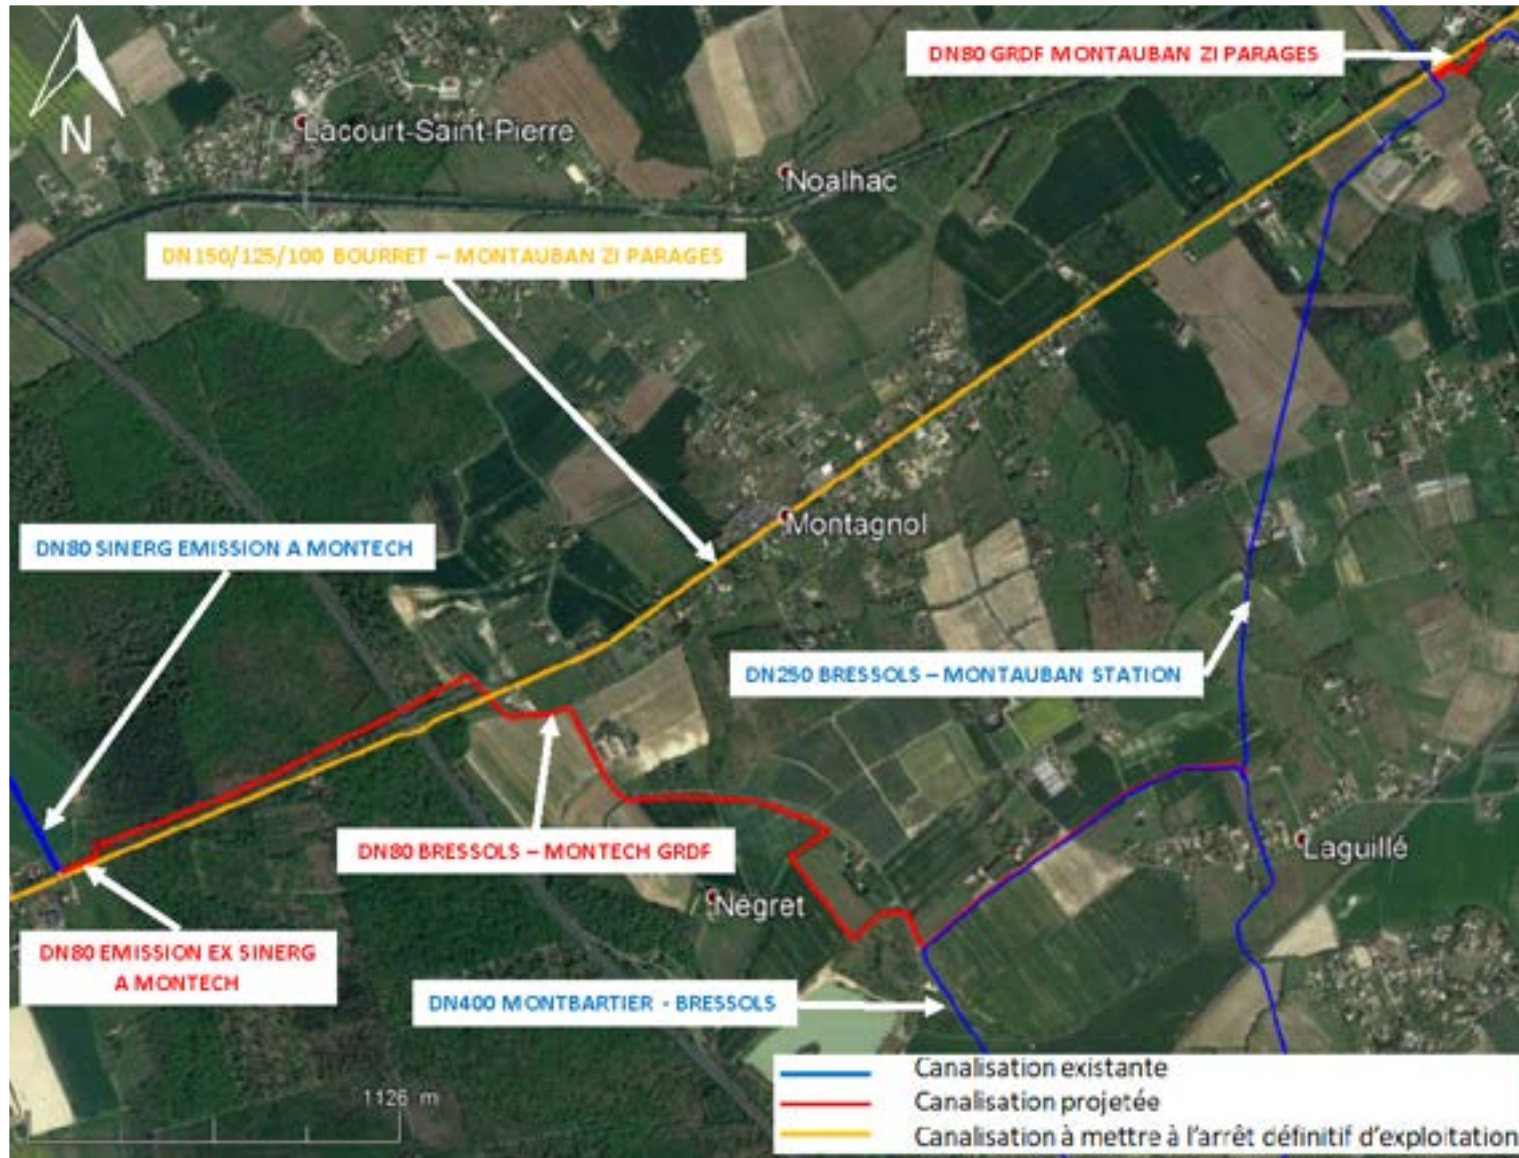 DN80 GRDF MONTAUBAN ZI PARAGES
N
Lacourt-Saint-Pierre
Noalhac
DN150/125/100 BOURRET – MONTAUBAN ZI PARAGES
Montagnol
DN80 SINERG EMISSION A MONTECH
DN250 BRESSOLS – MONTAUBAN STATION
DN80 BRESSOLS – MONTECH GRDF
Laguillé
Négret
DN80 EMISSION EX SINERG
A MONTECH
DN400 MONTBARTIER - BRESSOLS
1126 m
Canalisation existante
Canalisation projetée
Canalisation à mettre à l'arrêt définitif d'exploitation